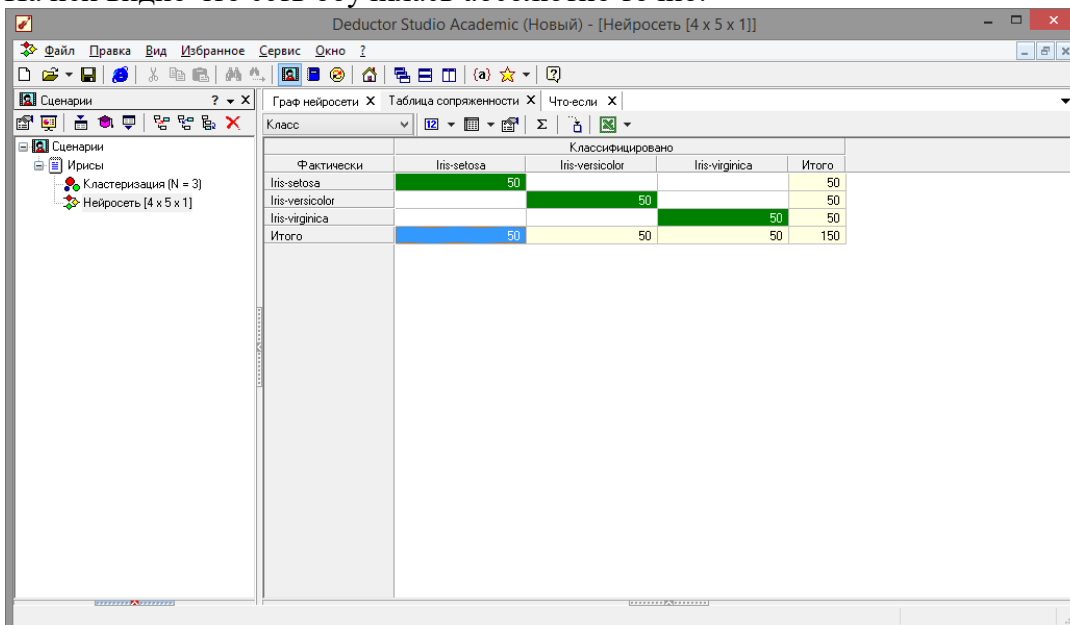 Deductor Studio Academic (Новый) - [Нейросеть [4 x 5 x 1]]
Файл Правка Вид Избранное Сервис Окно ?
Сценарии ?
Граф нейросети X Таблица сопряженности X Что-если X
Класс
Сценарии
Ирисы
Кластеризация (N = 3)
Нейросеть [4 x 5 x 1]
Классифицировано
Фактически Iris-setosa Iris-versicolor Iris-virginica Итого
Iris-setosa 50 50
Iris-versicolor 50 50
Iris-virginica 50 50
Итого 50 50 50 150